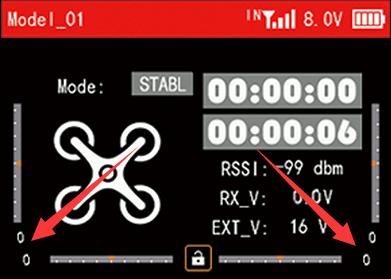 Model_01 IN 8.0V
Mode: STABL
00:00:00
00:00:06
RSSI:-99 dbm
RX_V: 0.0V
EXT_V: 16 V
0 0
0 0